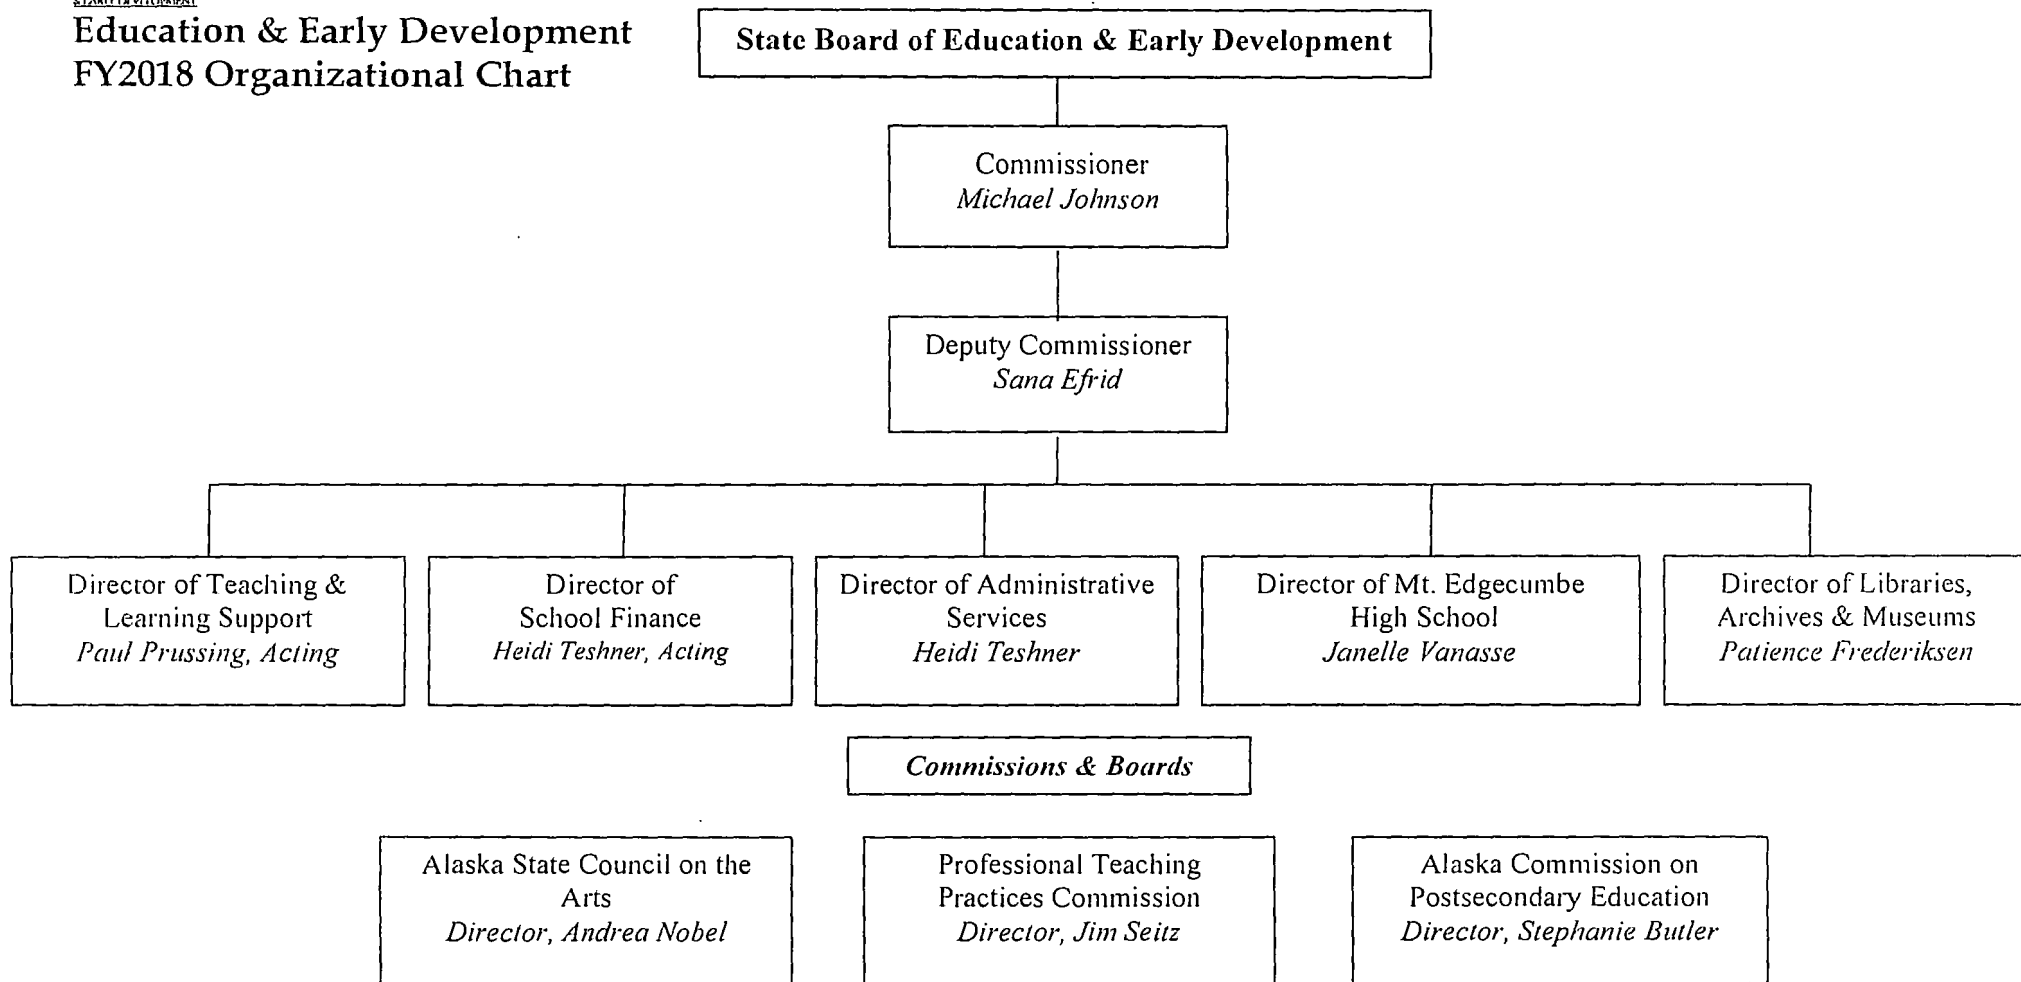 Education & Early Development
FY2018 Organizational Chart
State Board of Education & Early Development
Commissioner
Michael Johnson
Deputy Commissioner
Sana Efrid
Director of Teaching &
Learning Support
Paul Prussing, Acting
Director of
School Finance
Heidi Teshner, Acting
Director of Administrative
Services
Heidi Teshner
Director of Mt. Edgecumbe
High School
Janelle Vanasse
Director of Libraries,
Archives & Museums
Patience Frederiksen
Commissions & Boards
Alaska State Council on the
Arts
Director, Andrea Nobel
Professional Teaching
Practices Commission
Director, Jim Seitz
Alaska Commission on
Postsecondary Education
Director, Stephanie Butler